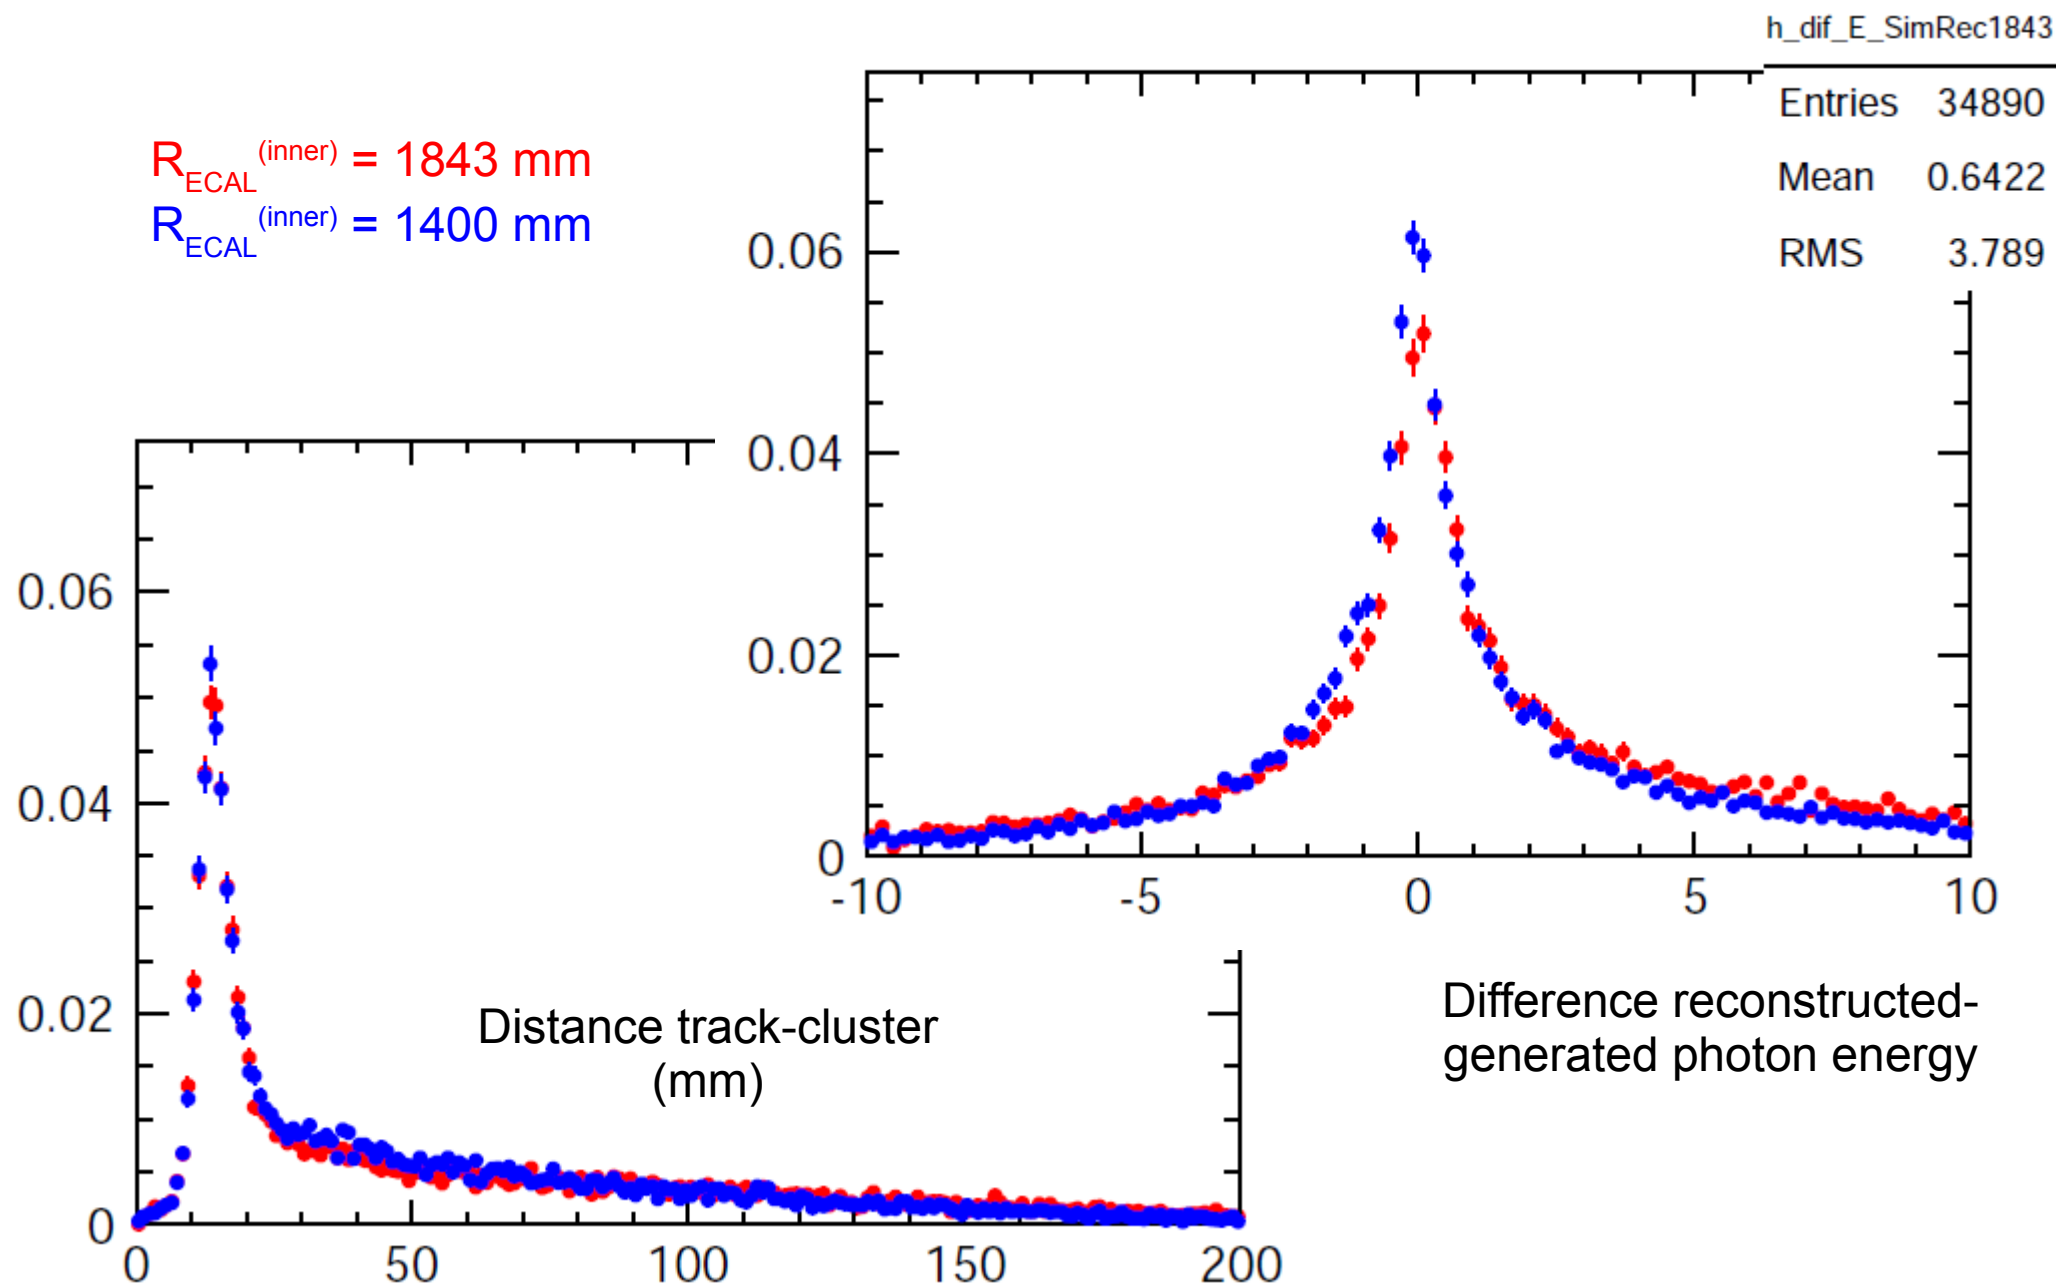 h_dif_E_SimRec1843
Entries 34890
Mean 0.6422
RMS 3.789
R_ECAL^(inner) = 1843 mm
R_ECAL^(inner) = 1400 mm
0.06
0.04
0.02
0
-10 -5 0 5 10
Difference reconstructed-
generated photon energy
0.06
0.04
0.02
0
0 50 100 150 200
Distance track-cluster
(mm)